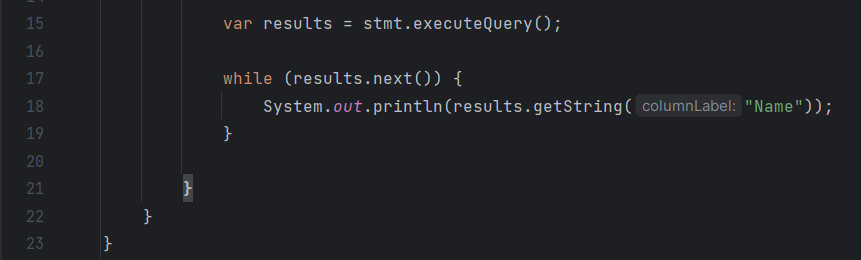 15 var results = stmt.executeQuery();
16
17 while (results.next()) {
18 System.out.println(results.getString( columnLabel: "Name"));
19 }
20
21 }
22 }
23 }